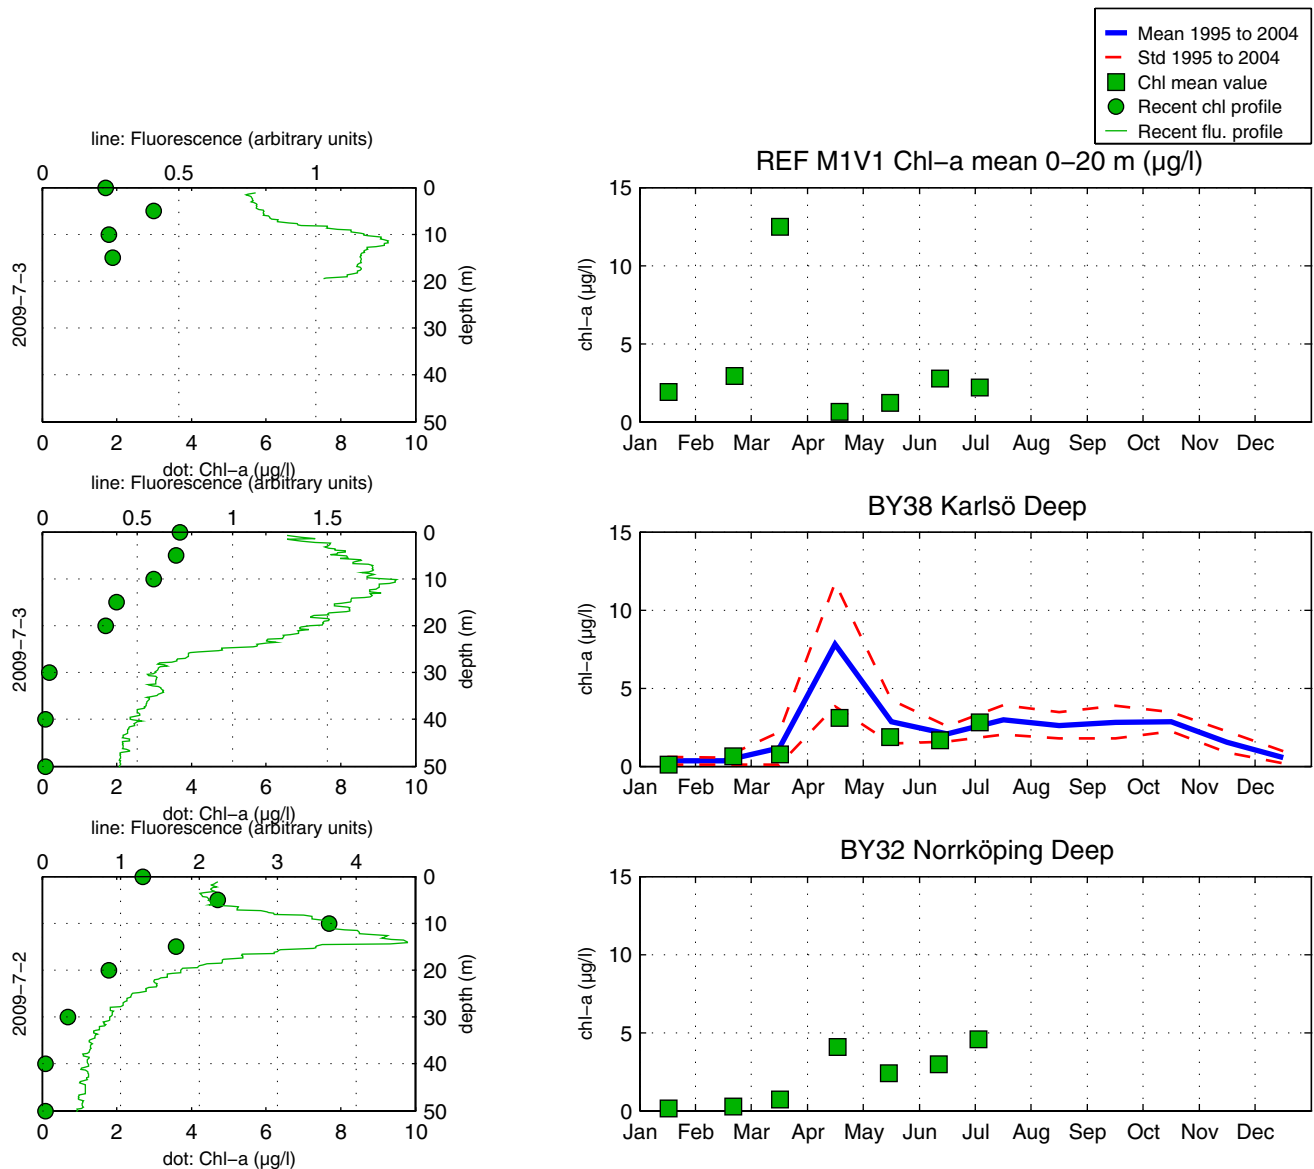 Mean 1995 to 2004
Std 1995 to 2004
Chl mean value
Recent chl profile
Recent flu. profile
line: Fluorescence (arbitrary units)
0 0.5 1
0
10
20
30
40
50
depth (m)
2009−7−3
0 2 4 6 8 10
dot: Chl−a (µg/l)
REF M1V1 Chl−a mean 0−20 m (µg/l)
15
10
5
0
chl−a (µg/l)
Jan Feb Mar Apr May Jun Jul Aug Sep Oct Nov Dec
line: Fluorescence (arbitrary units)
0 0.5 1 1.5
0
10
20
30
40
50
depth (m)
2009−7−3
0 2 4 6 8 10
dot: Chl−a (µg/l)
BY38 Karlsö Deep
15
10
5
0
chl−a (µg/l)
Jan Feb Mar Apr May Jun Jul Aug Sep Oct Nov Dec
line: Fluorescence (arbitrary units)
0 1 2 3 4
0
10
20
30
40
50
depth (m)
2009−7−2
0 2 4 6 8 10
dot: Chl−a (µg/l)
BY32 Norrköping Deep
15
10
5
0
chl−a (µg/l)
Jan Feb Mar Apr May Jun Jul Aug Sep Oct Nov Dec